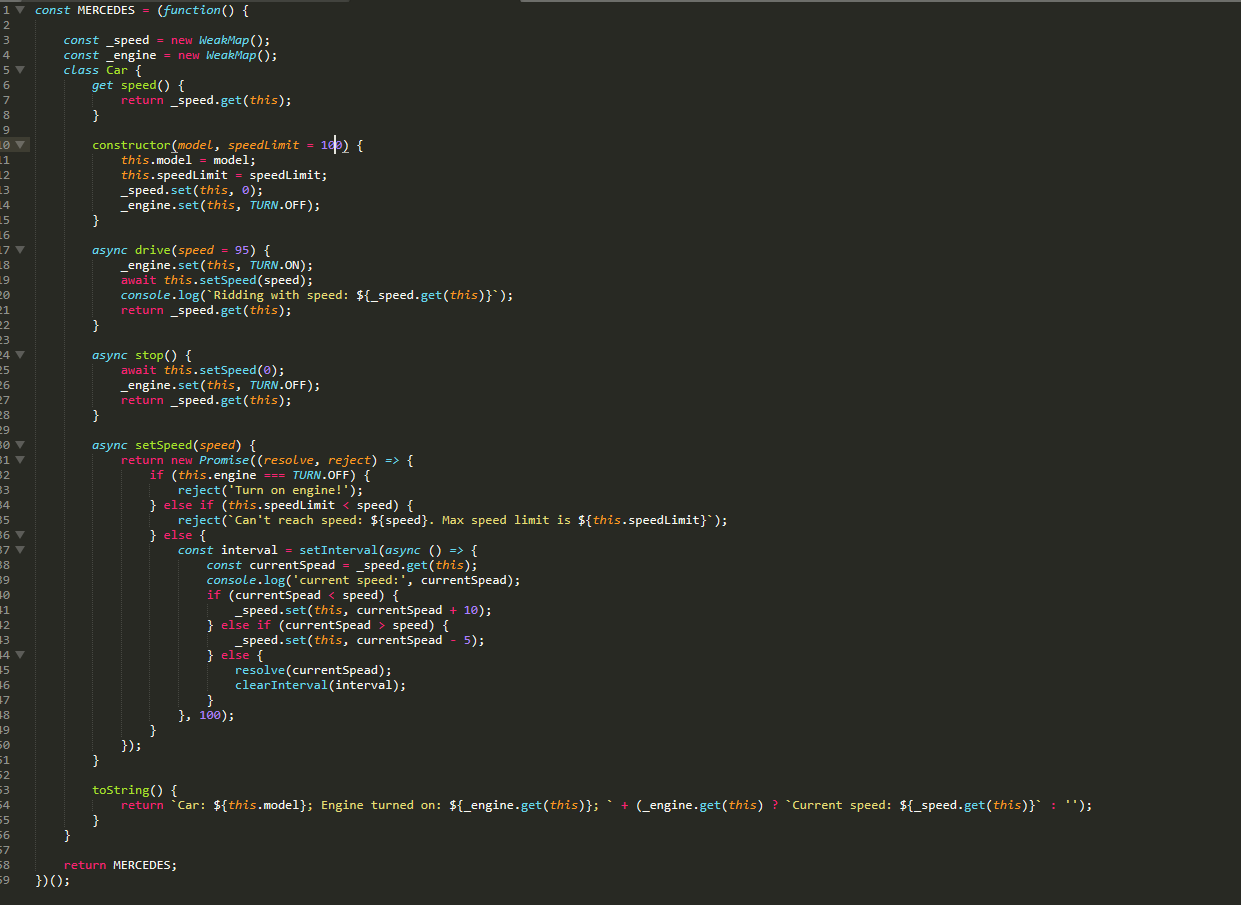 1 const MERCEDES = (function() {
2
3 const _speed = new WeakMap();
4 const _engine = new WeakMap();
5 class Car {
6 get speed() {
7 return _speed.get(this);
8 }
9
10 constructor(model, speedLimit = 100) {
11 this.model = model;
12 this.speedLimit = speedLimit;
13 _speed.set(this, 0);
14 _engine.set(this, TURN.OFF);
15 }
16
17 async drive(speed = 95) {
18 _engine.set(this, TURN.ON);
19 await this.setSpeed(speed);
20 console.log(`Ridding with speed: ${_speed.get(this)}`);
21 return _speed.get(this);
22 }
23
24 async stop() {
25 await this.setSpeed(0);
26 _engine.set(this, TURN.OFF);
27 return _speed.get(this);
28 }
29
30 async setSpeed(speed) {
31 return new Promise((resolve, reject) => {
32 if (this.engine === TURN.OFF) {
33 reject('Turn on engine!');
34 } else if (this.speedLimit < speed) {
35 reject(`Can't reach speed: ${speed}. Max speed limit is ${this.speedLimit}`);
36 } else {
37 const interval = setInterval(async () => {
38 const currentSpead = _speed.get(this);
39 console.log('current speed:', currentSpead);
40 if (currentSpead < speed) {
41 _speed.set(this, currentSpead + 10);
42 } else if (currentSpead > speed) {
43 _speed.set(this, currentSpead - 5);
44 } else {
45 resolve(currentSpead);
46 clearInterval(interval);
47 }
48 }, 100);
49 }
50 });
51 }
52
53 toString() {
54 return `Car: ${this.model}; Engine turned on: ${_engine.get(this)}; ` + (_engine.get(this) ? `Current speed: ${_speed.get(this)}` : '');
55 }
56 }
57
58 return MERCEDES;
59 })();